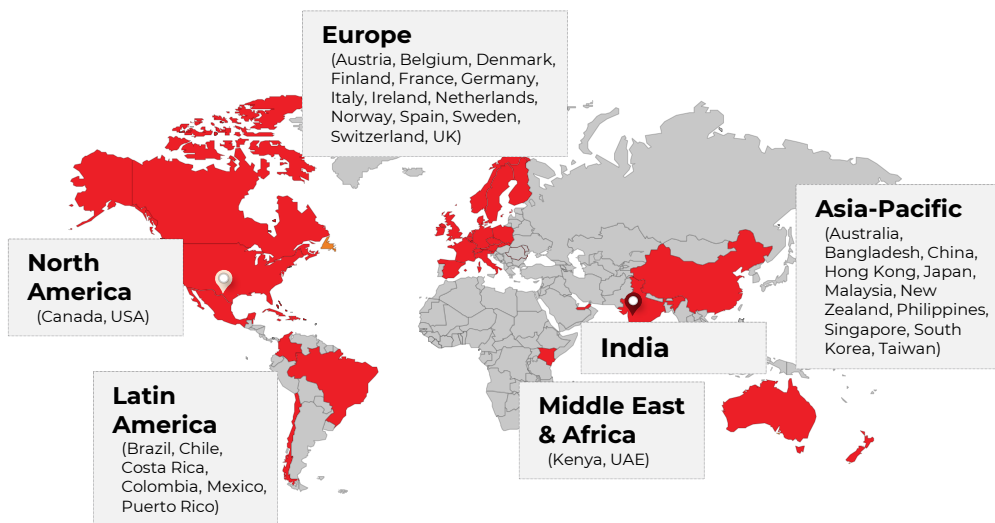 Europe
(Austria, Belgium, Denmark,
Finland, France, Germany,
Italy, Ireland, Netherlands,
Norway, Spain, Sweden,
Switzerland, UK)
North
America
(Canada, USA)
Asia-Pacific
(Australia,
Bangladesh, China,
Hong Kong, Japan,
Malaysia, New
Zealand, Philippines,
Singapore, South
Korea, Taiwan)
India
Latin
America
(Brazil, Chile,
Costa Rica,
Colombia, Mexico,
Puerto Rico)
Middle East
& Africa
(Kenya, UAE)